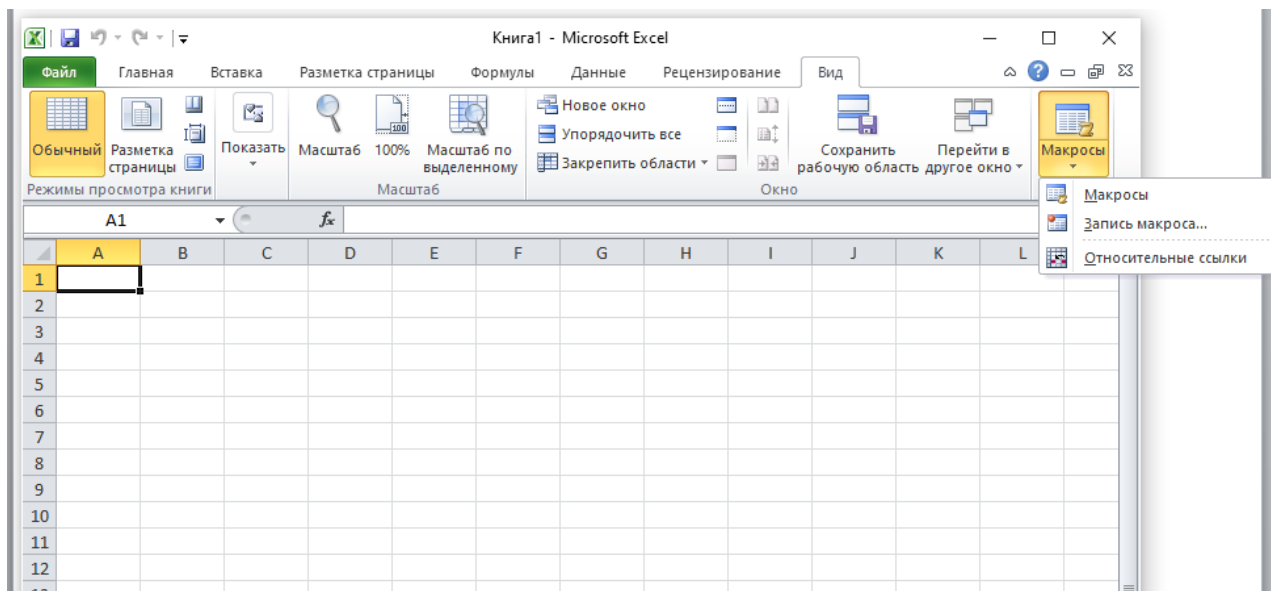 Книга1 - Microsoft Excel
Файл Главная Вставка Разметка страницы Формулы Данные Рецензирование Вид
Обычный Разметка страницы Показать Масштаб 100% Масштаб по выделенному Новое окно Упорядочить все Закрепить области Сохранить рабочую область Перейти в другое окно Макросы
Режимы просмотра книги Масштаб Окно
Макросы
Запись макроса...
Относительные ссылки
A1 fx
A B C D E F G H I J K L
1
2
3
4
5
6
7
8
9
10
11
12